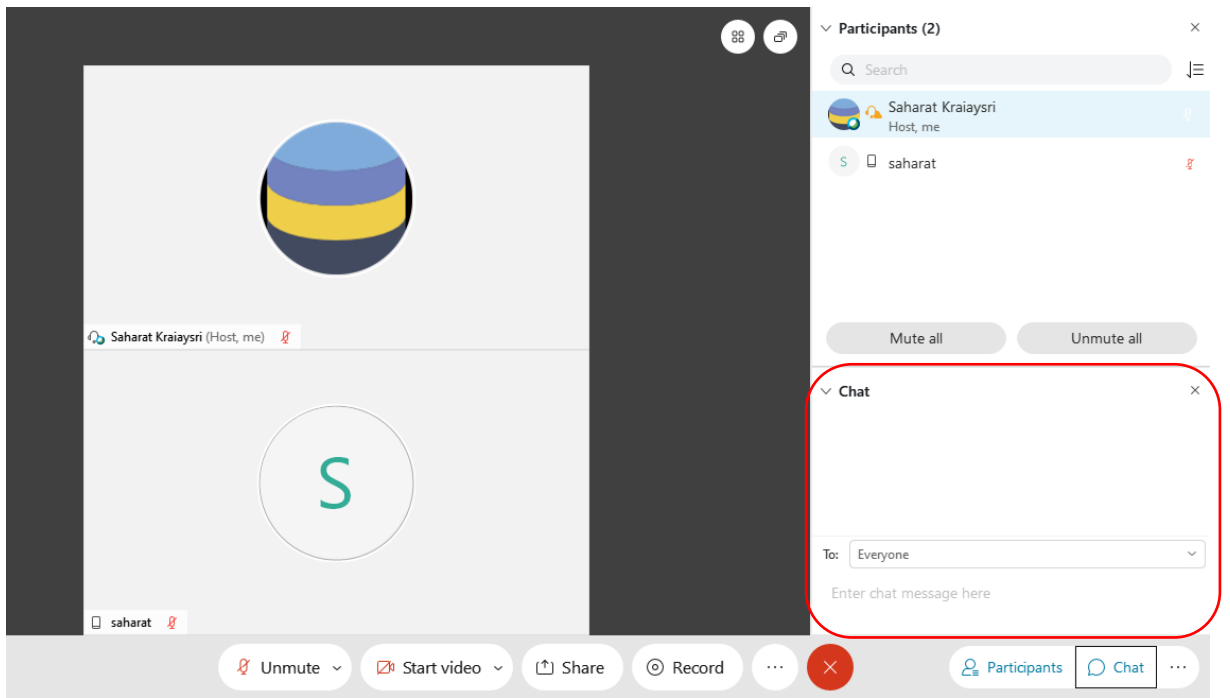 Participants (2)
Search
Saharat Kraiaysri
Host, me
S saharat
Mute all Unmute all
Saharat Kraiaysri (Host, me)
S
saharat
Chat
To: Everyone
Enter chat message here
Unmute Start video Share Record ... Participants Chat ...